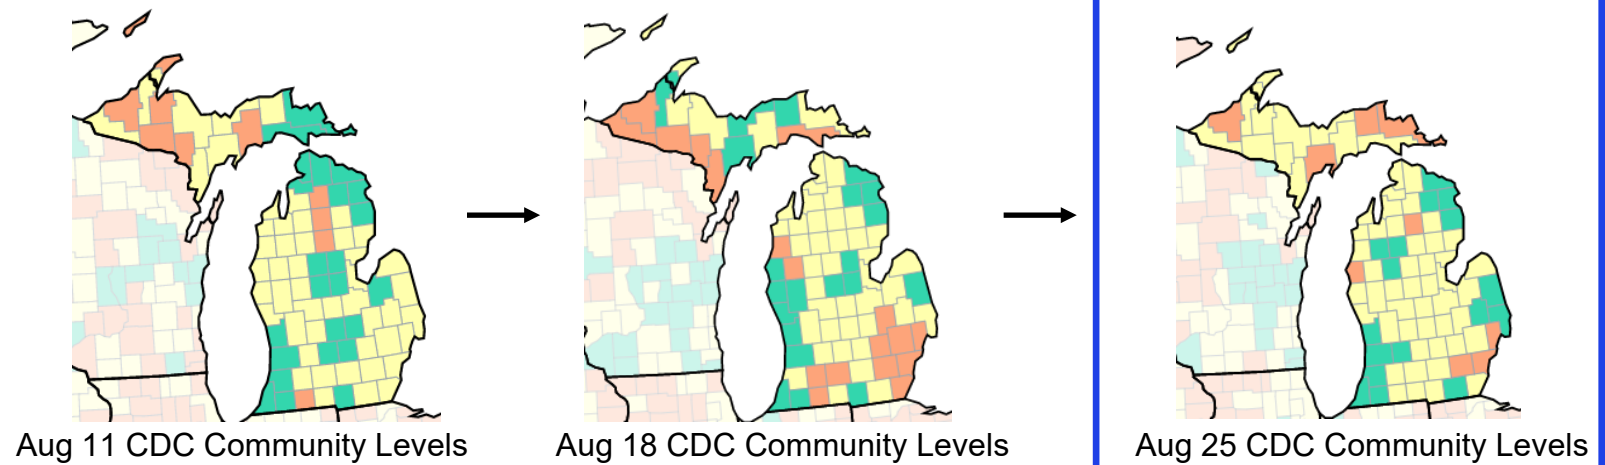 Aug 11 CDC Community Levels
Aug 18 CDC Community Levels
Aug 25 CDC Community Levels